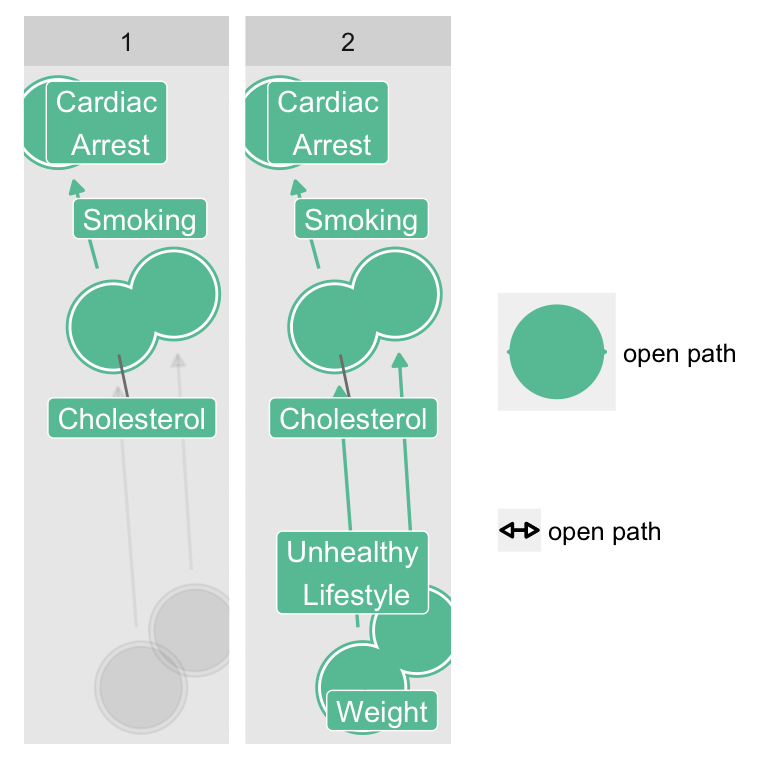 1
Cardiac
Arrest
Smoking
Cholesterol
2
Cardiac
Arrest
Smoking
Cholesterol
Unhealthy
Lifestyle
Weight
open path
open path